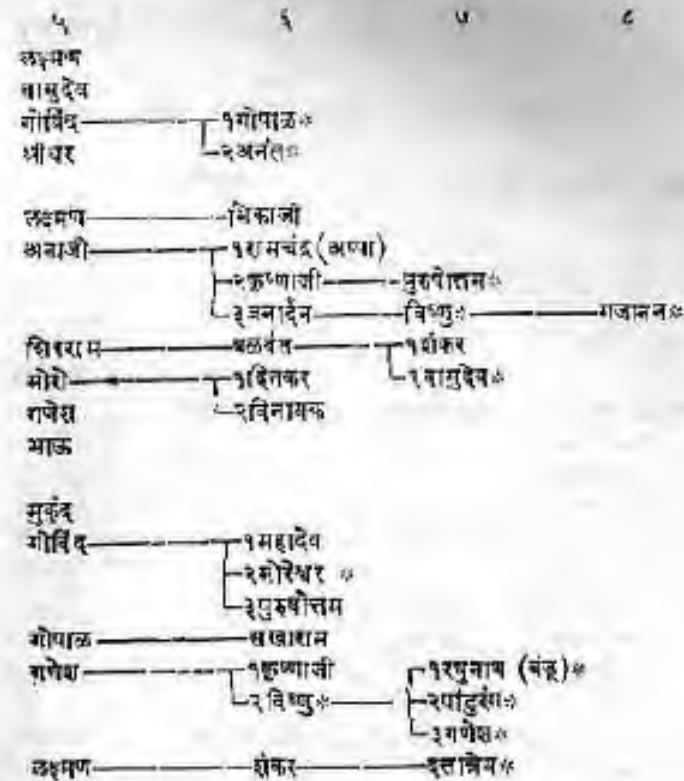 ५ ६ ७ ८
लक्ष्मण
वासुदेव
गोविंद १गोपाळ*
श्रीधर २अनंत*
लक्ष्मण भिकाजी
अवाजी १रामचंद्र(अप्पा)
२कृष्णाजी पुरुषोत्तम*
३जनार्दन विष्णु* गजानन*
शिवराम बळवंत १शंकर
मोरो १दिनकर २वासुदेव*
गणेश २विनायक
भाऊ
मुकुंद
गोविंद १महादेव
२मोरेश्वर *
३पुरुषोत्तम
गोपाळ सखाराम
गणेश १कृष्णाजी १रघुनाथ (बंडू)*
२विष्णु* २पांडुरंग*
३गणेश*
लक्ष्मण शंकर दत्तात्रेय*